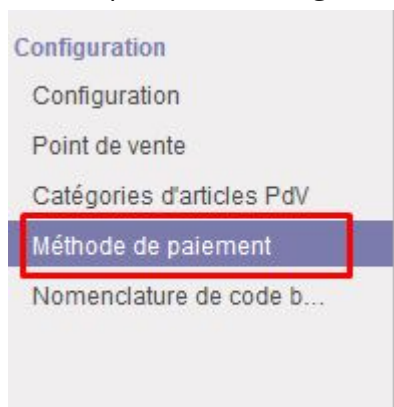 Configuration
Configuration
Point de vente
Catégories d'articles PdV
Méthode de paiement
Nomenclature de code b...